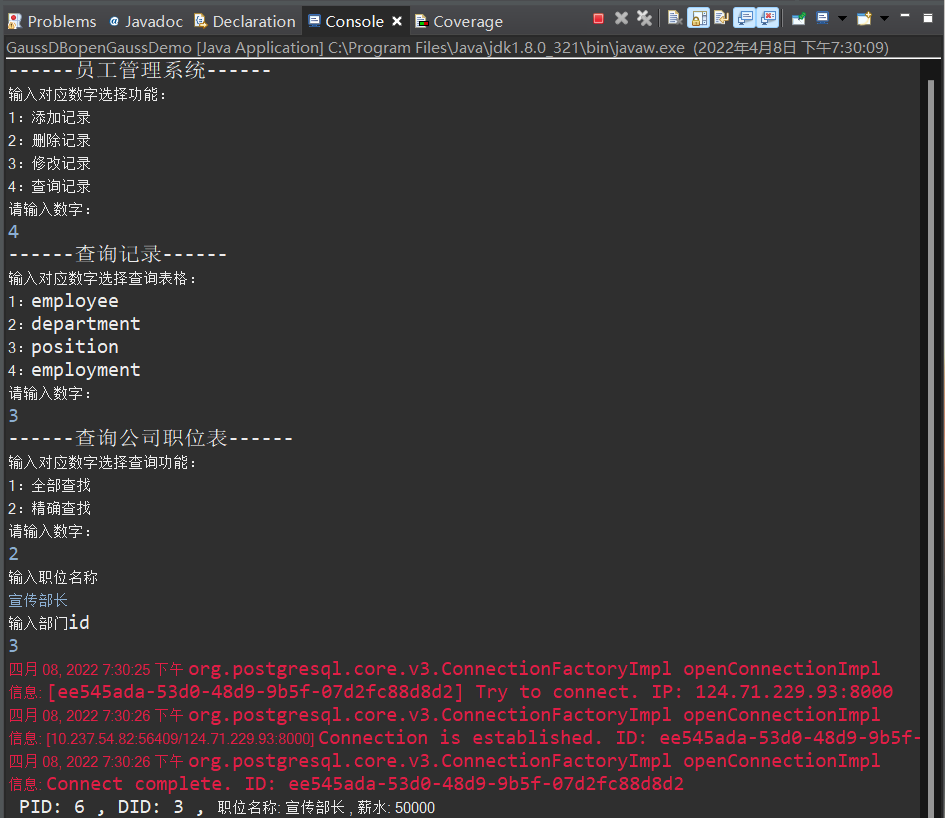 Problems @ Javadoc Declaration Console × Coverage
GaussDBopenGaussDemo [Java Application] C:\Program Files\Java\jdk1.8.0_321\bin\javaw.exe (2022年4月8日 下午7:30:09)
------员工管理系统------
输入对应数字选择功能：
1：添加记录
2：删除记录
3：修改记录
4：查询记录
请输入数字：
4
------查询记录------
输入对应数字选择查询表格：
1：employee
2：department
3：position
4：employment
请输入数字：
3
------查询公司职位表------
输入对应数字选择查询功能：
1：全部查找
2：精确查找
请输入数字：
2
输入职位名称
宣传部长
输入部门id
3
四月 08, 2022 7:30:25 下午 org.postgresql.core.v3.ConnectionFactoryImpl openConnectionImpl
信息: [ee545ada-53d0-48d9-9b5f-07d2fc88d8d2] Try to connect. IP: 124.71.229.93:8000
四月 08, 2022 7:30:26 下午 org.postgresql.core.v3.ConnectionFactoryImpl openConnectionImpl
信息: [10.237.54.82:56409/124.71.229.93:8000] Connection is established. ID: ee545ada-53d0-48d9-9b5f-
四月 08, 2022 7:30:26 下午 org.postgresql.core.v3.ConnectionFactoryImpl openConnectionImpl
信息: Connect complete. ID: ee545ada-53d0-48d9-9b5f-07d2fc88d8d2
PID: 6 , DID: 3 , 职位名称: 宣传部长 , 薪水: 50000